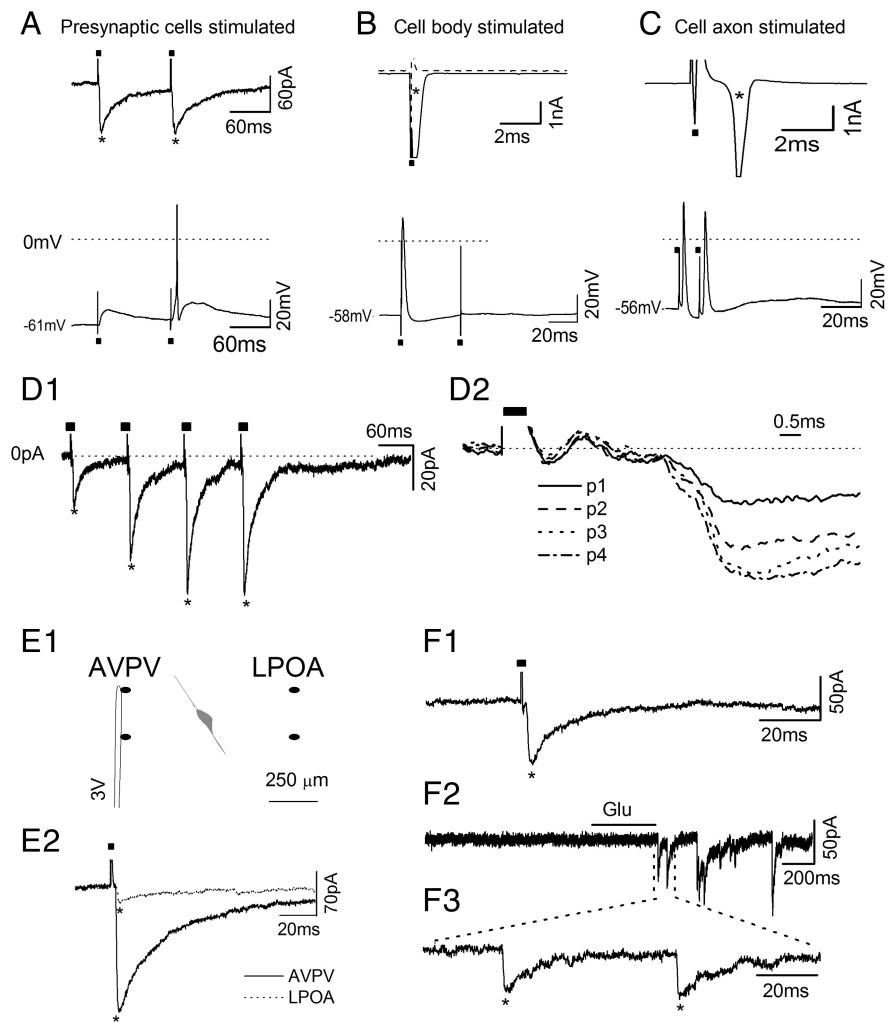 A Presynaptic cells stimulated
B Cell body stimulated
C Cell axon stimulated
*
*
60pA
60ms
*
1nA
2ms
*
1nA
2ms
0mV
-61mV
20mV
60ms
-58mV
20mV
20ms
-56mV
20mV
20ms
D1
0pA
60ms
20pA
*
*
*
*
D2
0.5ms
p1
p2
p3
p4
E1
AVPV
LPOA
3V
250 μm
E2
*
*
70pA
20ms
AVPV
LPOA
F1
*
50pA
20ms
F2
Glu
50pA
200ms
F3
*
*
20ms